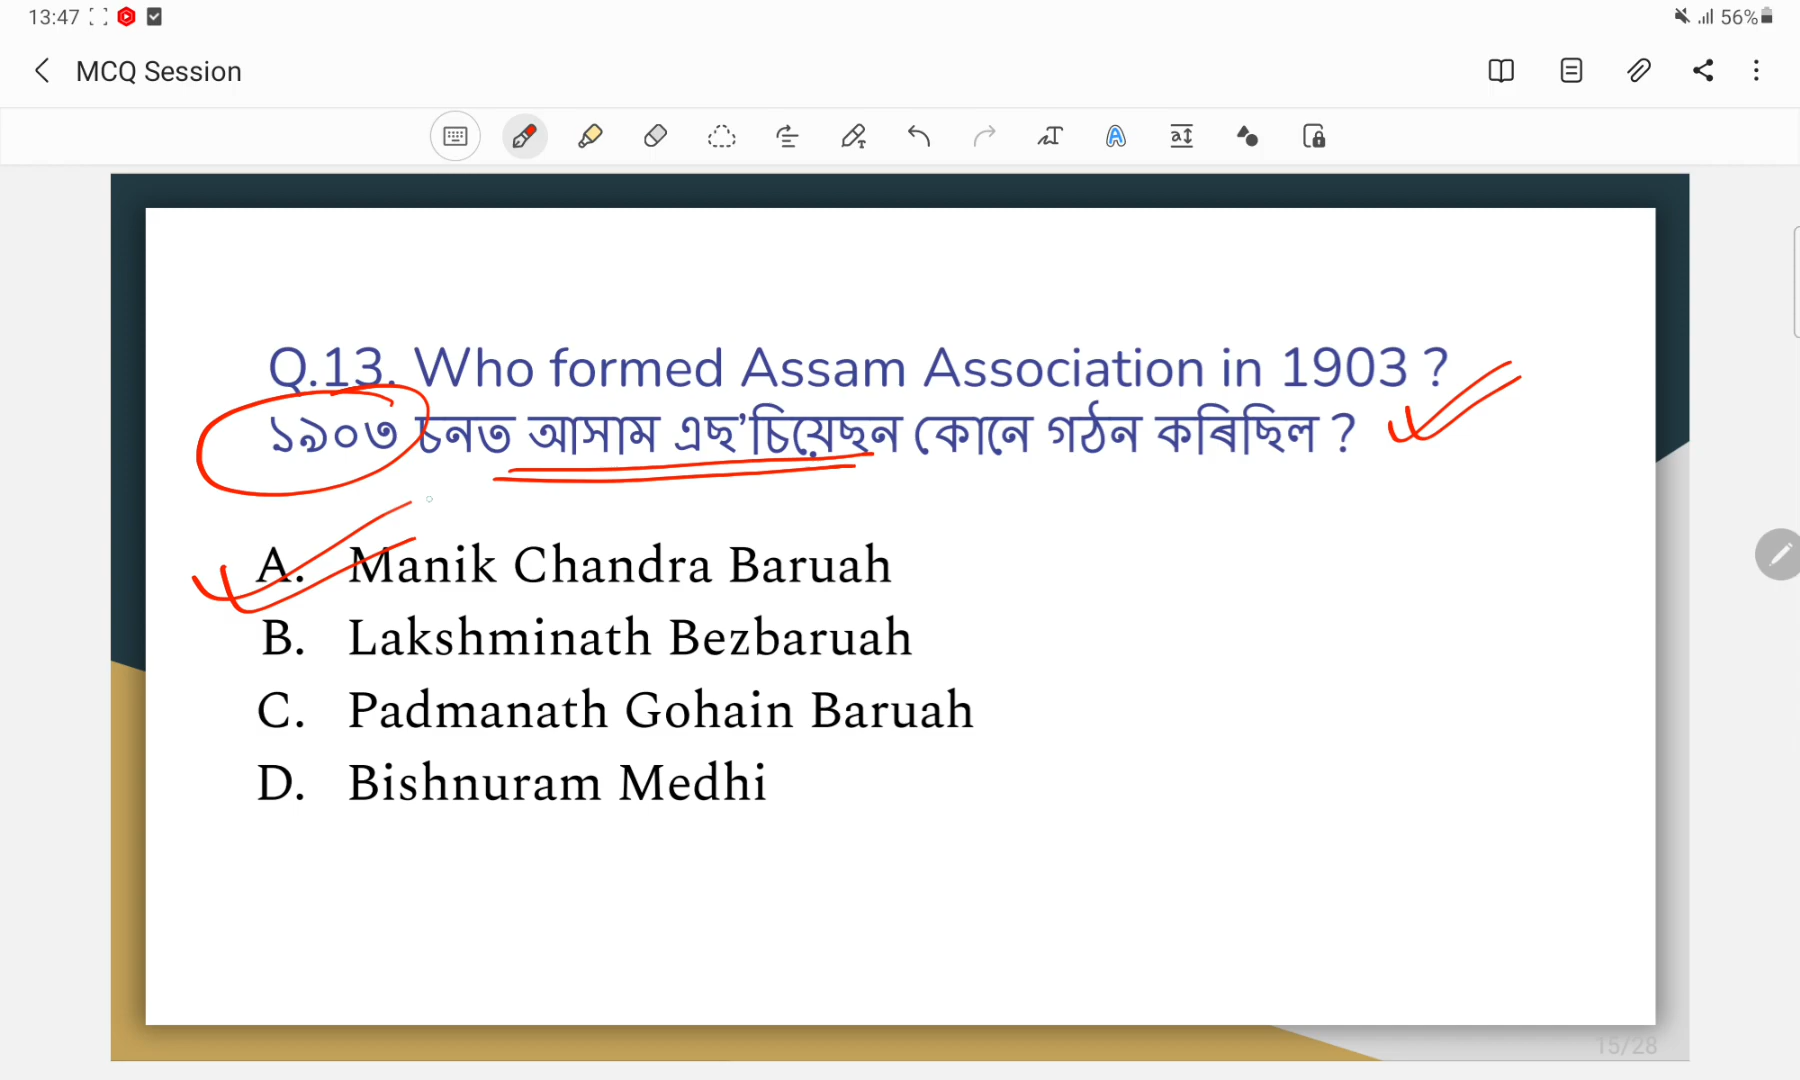 13:47
56%
MCQ Session
Q.13. Who formed Assam Association in 1903 ?
১৯০৩ চনত আসাম এছ'চিয়েছন কোনে গঠন কৰিছিল ?
A. Manik Chandra Baruah
B. Lakshminath Bezbaruah
C. Padmanath Gohain Baruah
D. Bishnuram Medhi
15/28